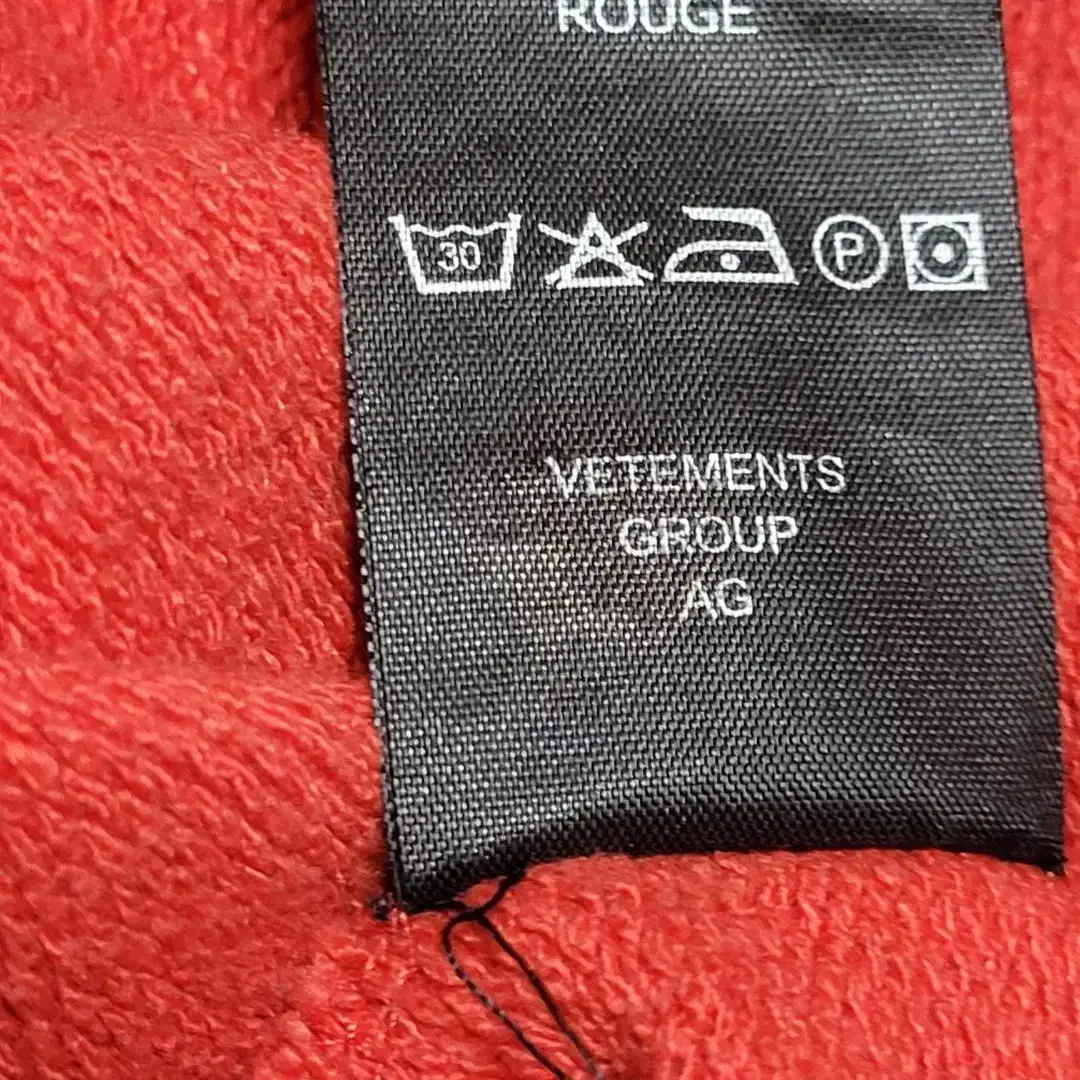 ROUGE
30 P
VETEMENTS
GROUP
AG